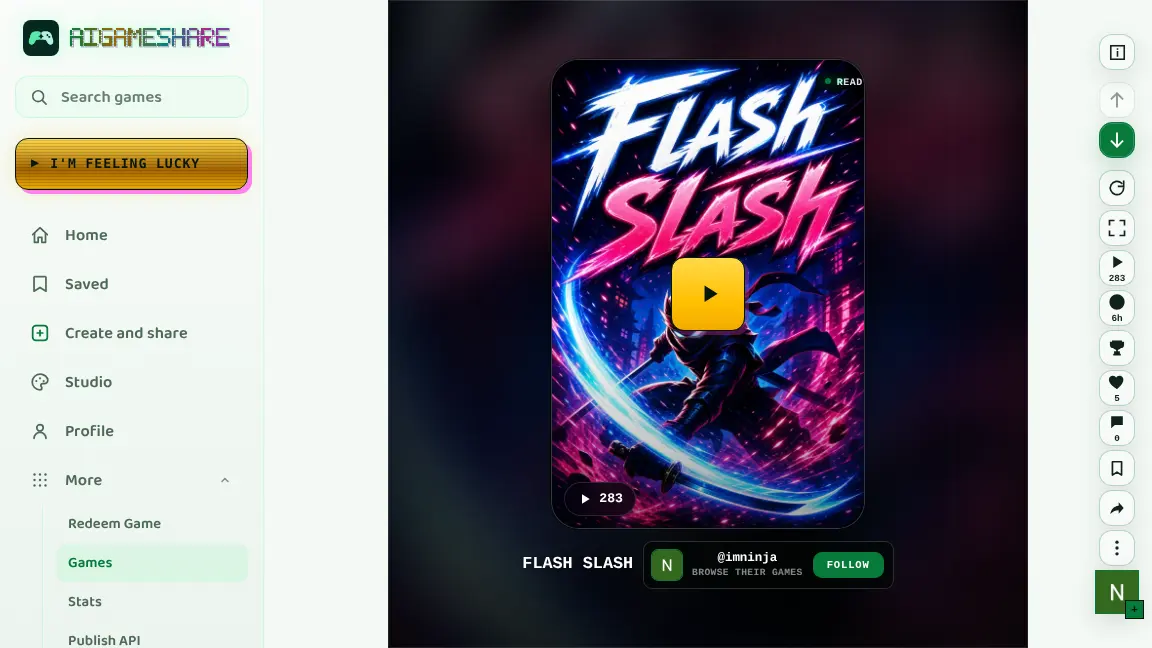 AIGAMESHARE
Search games
I'M FEELING LUCKY
Home
Saved
Create and share
Studio
Profile
More
Redeem Game
Games
Stats
Publish API
READ
FLASH
SLASH
283
FLASH SLASH
N
@imninja
BROWSE THEIR GAMES
FOLLOW
283
6h
5
0
N
+